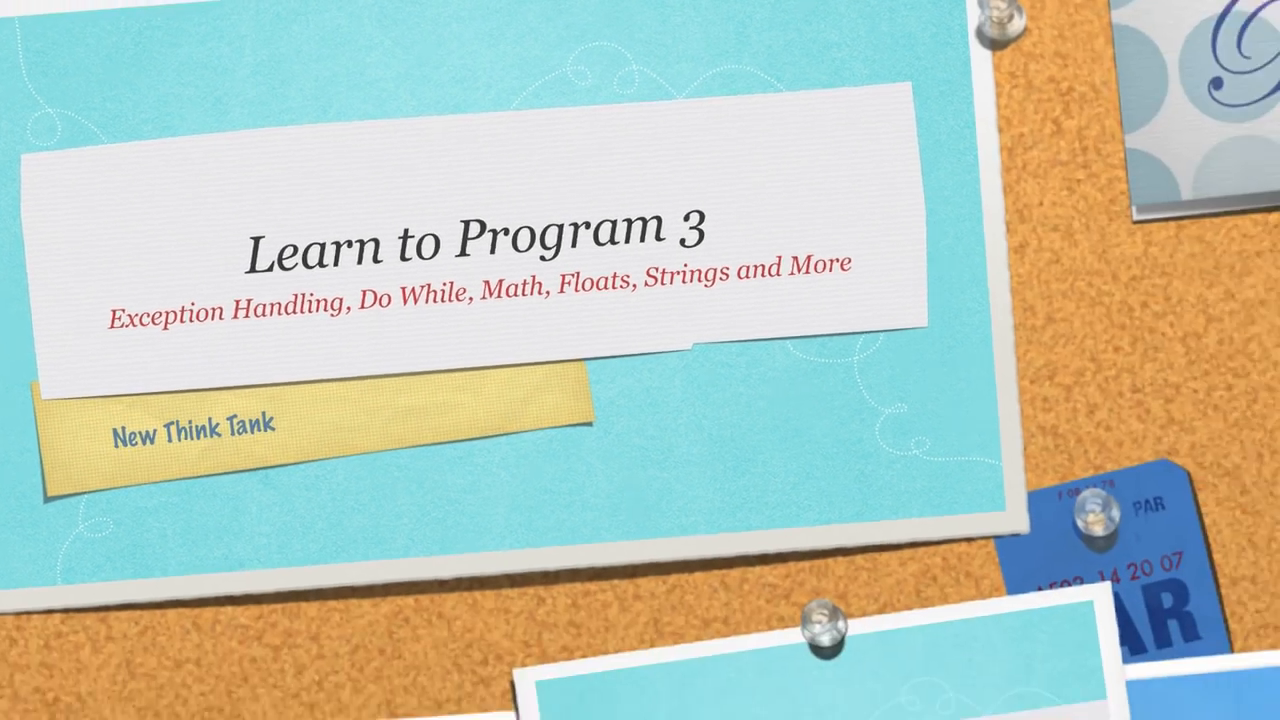 Learn to Program 3
Exception Handling, Do While, Math, Floats, Strings and More
New Think Tank
PAR
14 20 07
AR